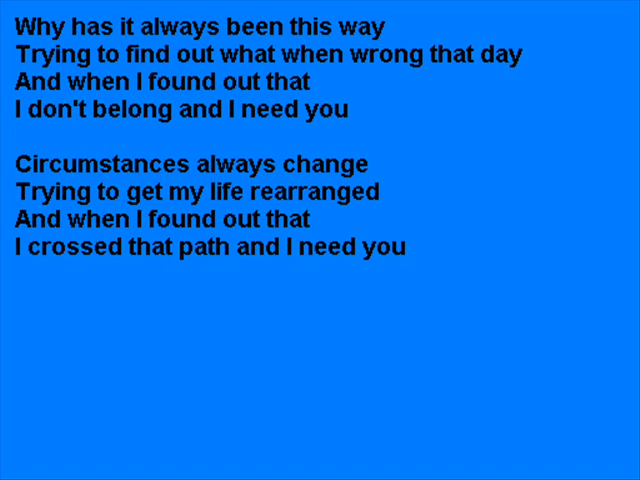 Why has it always been this way
Trying to find out what when wrong that day
And when I found out that
I don't belong and I need you

Circumstances always change
Trying to get my life rearranged
And when I found out that
I crossed that path and I need you